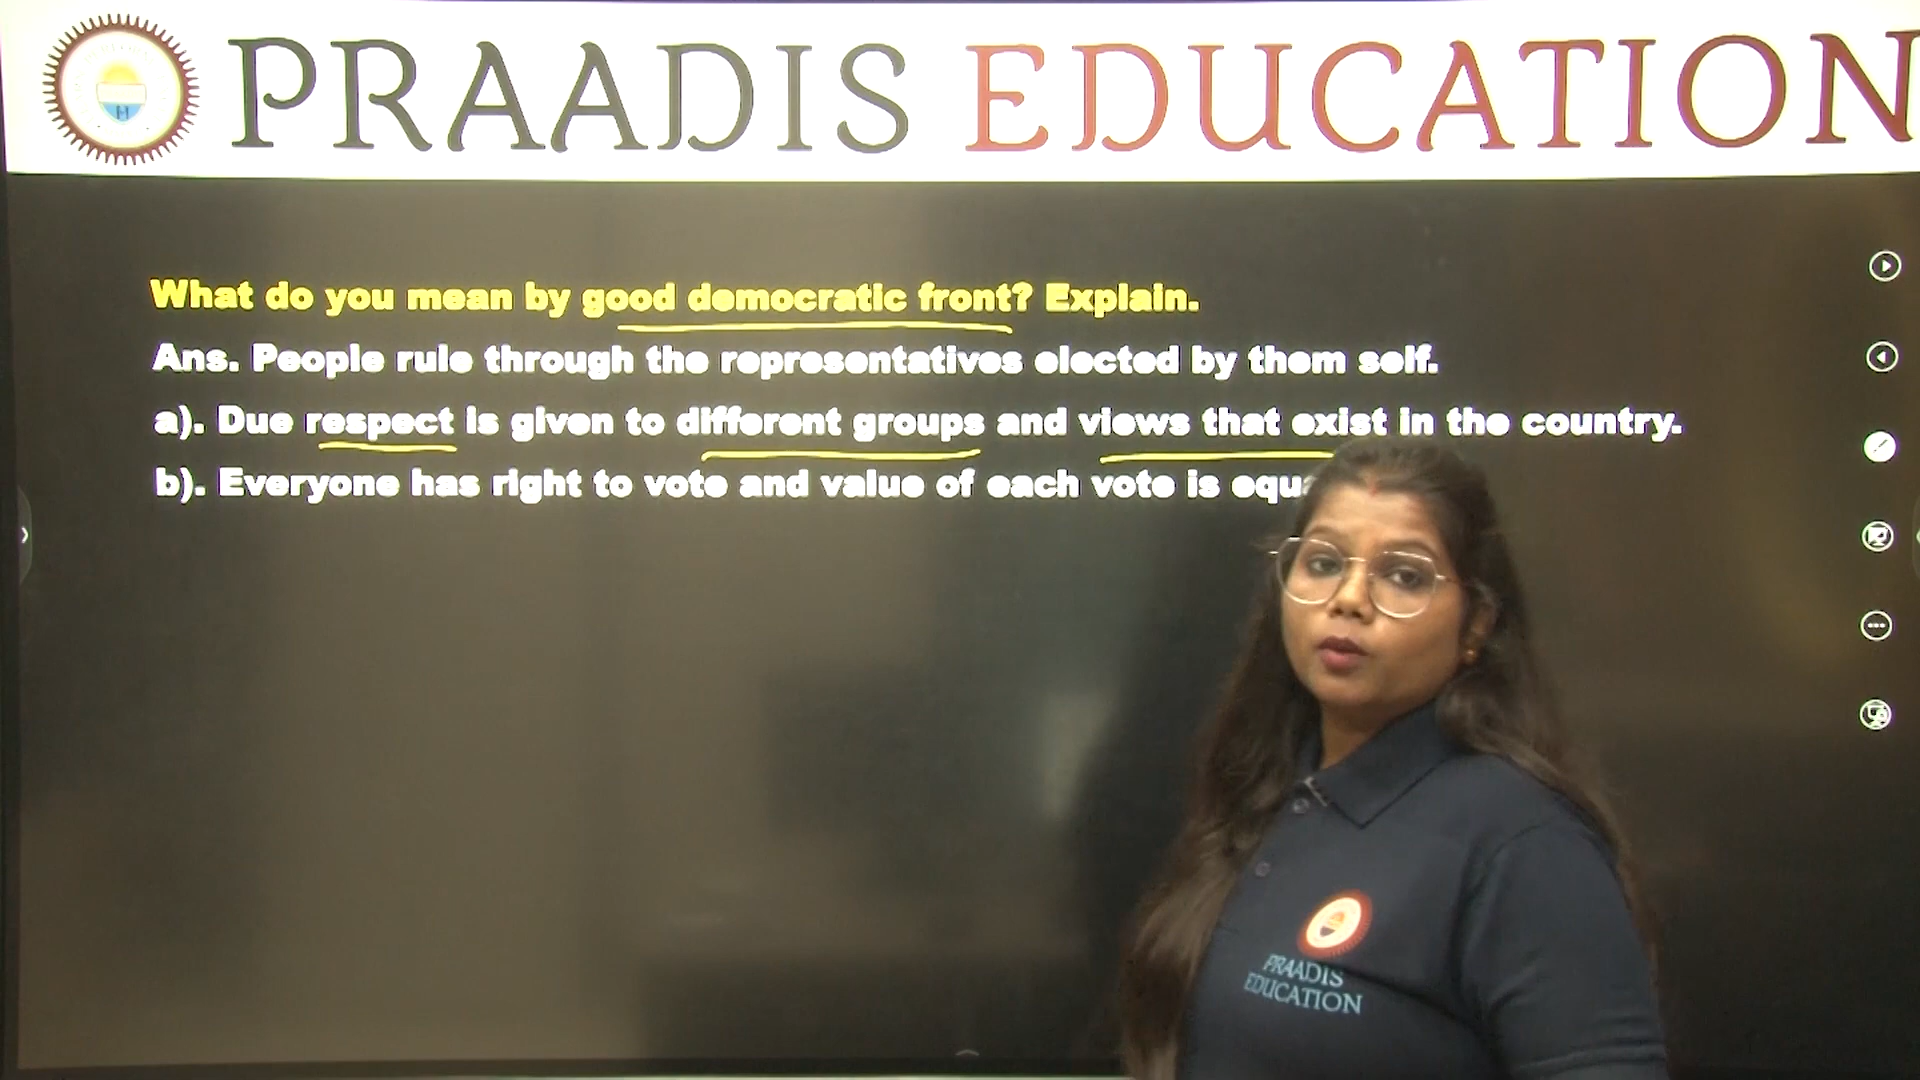 PRAADIS EDUCATION
What do you mean by good democratic front? Explain.
Ans. People rule through the representatives elected by them self.
a). Due respect is given to different groups and views that exist in the country.
b). Everyone has right to vote and value of each vote is
PRAADIS
EDUCATION